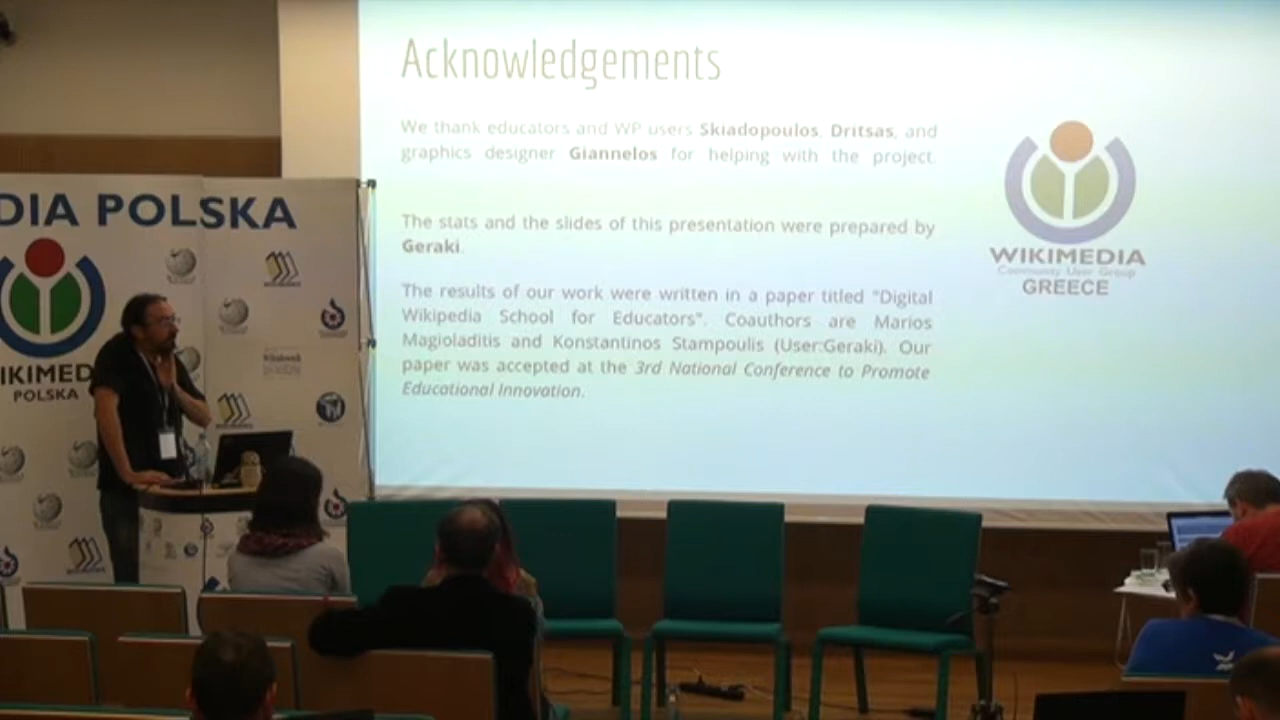 Acknowledgements
We thank educators and WP users Skiadopoulos, Dritsas, and
graphics designer Giannelos for helping with the project.
The stats and the slides of this presentation were prepared by
Geraki.
The results of our work were written in a paper titled "Digital
Wikipedia School for Educators". Coauthors are Marios
Magioladitis and Konstantinos Stampoulis (User:Geraki). Our
paper was accepted at the 3rd National Conference to Promote
Educational Innovation.
WIKIMEDIA
Community User Group
GREECE
DIA POLSKA
IKIMED
POLSKA